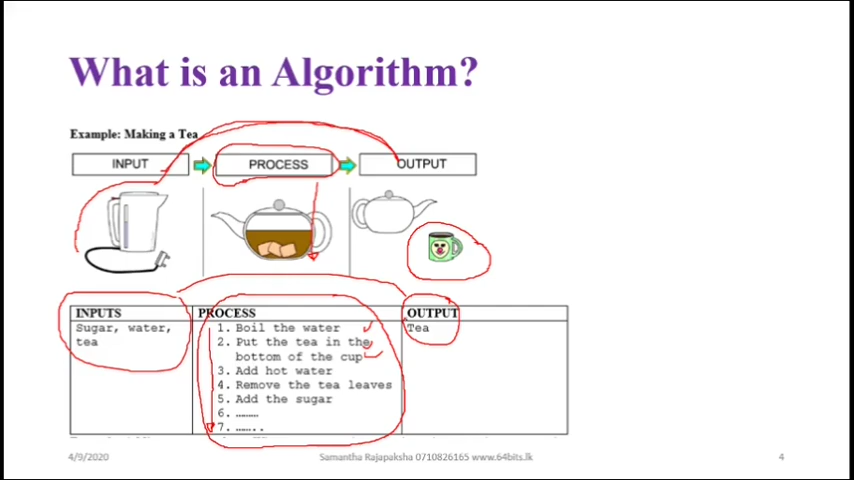 What is an Algorithm?
Example: Making a Tea
INPUT
PROCESS
OUTPUT
INPUTS
PROCESS
OUTPUT
Sugar, water,
tea
1. Boil the water
2. Put the tea in the
bottom of the cup
3. Add hot water
4. Remove the tea leaves
5. Add the sugar
6. ………
7. ……..
Tea
4/9/2020
Samantha Rajapaksha 0710826165 www.64bits.lk
4